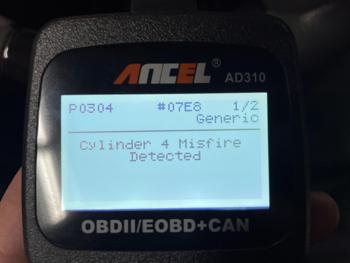 ANCEL®
AD310
P0304 #07E8 1/2
Generic
Cylinder 4 Misfire
Detected
OBDII/EOBD+CAN